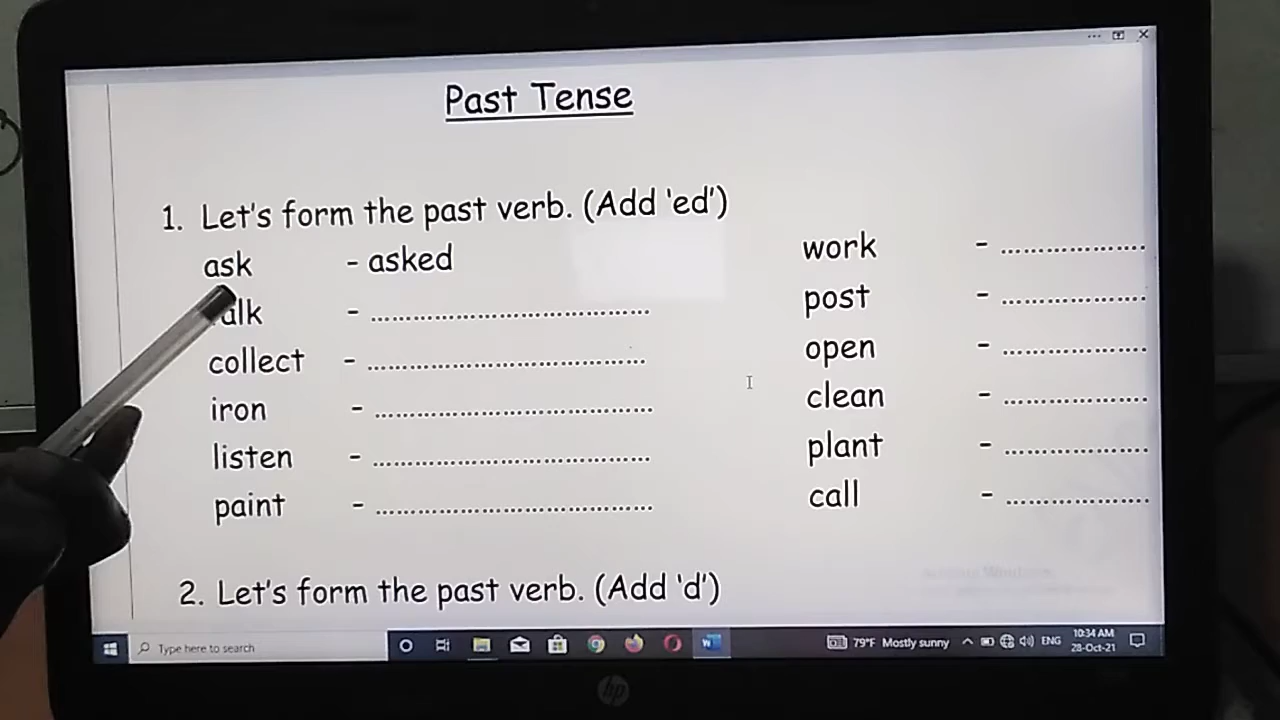 Past Tense
1. Let's form the past verb. (Add 'ed')
ask - asked
-  ....................................
collect - ....................................
iron - ....................................
listen - ....................................
paint - ....................................
work - ...................
post - ...................
open - ...................
clean - ...................
plant - ...................
call - ...................
2. Let's form the past verb. (Add 'd')
Type here to search
79°F Mostly sunny
ENG
10:34 AM
28-Oct-21
hp